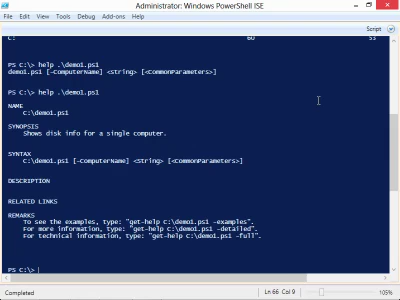 Administrator: Windows PowerShell ISE
File Edit View Tools Debug Add-ons Help
Script
C: 60 53
PS C:\> help .\demo1.ps1
demo1.ps1 [-ComputerName] <String> [<CommonParameters>]
PS C:\> help .\demo1.ps1
NAME
C:\demo1.ps1
SYNOPSIS
Shows disk info for a single computer.
SYNTAX
C:\demo1.ps1 [-ComputerName] <String> [<CommonParameters>]
DESCRIPTION
RELATED LINKS
REMARKS
To see the examples, type: "get-help C:\demo1.ps1 -examples".
For more information, type: "get-help C:\demo1.ps1 -detailed".
For technical information, type: "get-help C:\demo1.ps1 -full".
PS C:\>
Completed Ln 66 Col 9 105%